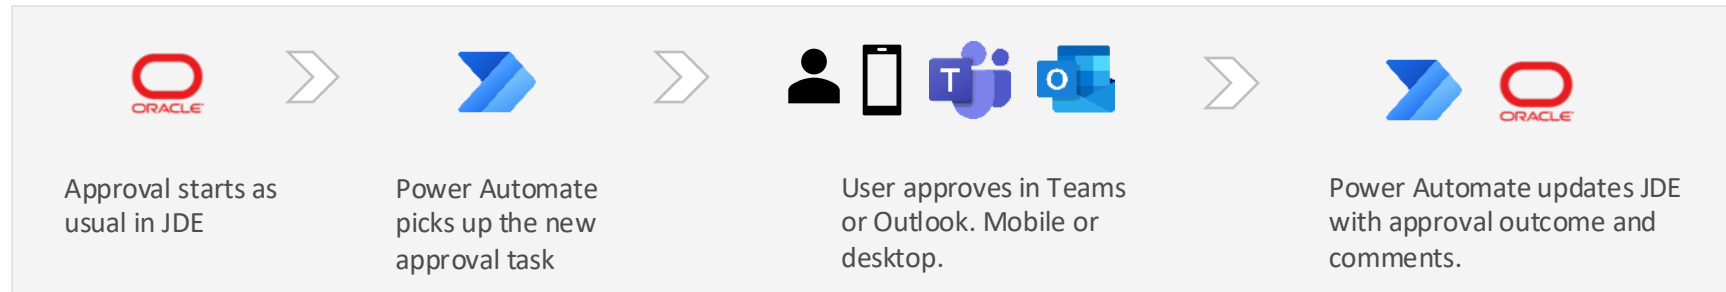 ORACLE
T
O
ORACLE
Approval starts as
usual in JDE
Power Automate
picks up the new
approval task
User approves in Teams
or Outlook. Mobile or
desktop.
Power Automate updates JDE
with approval outcome and
comments.